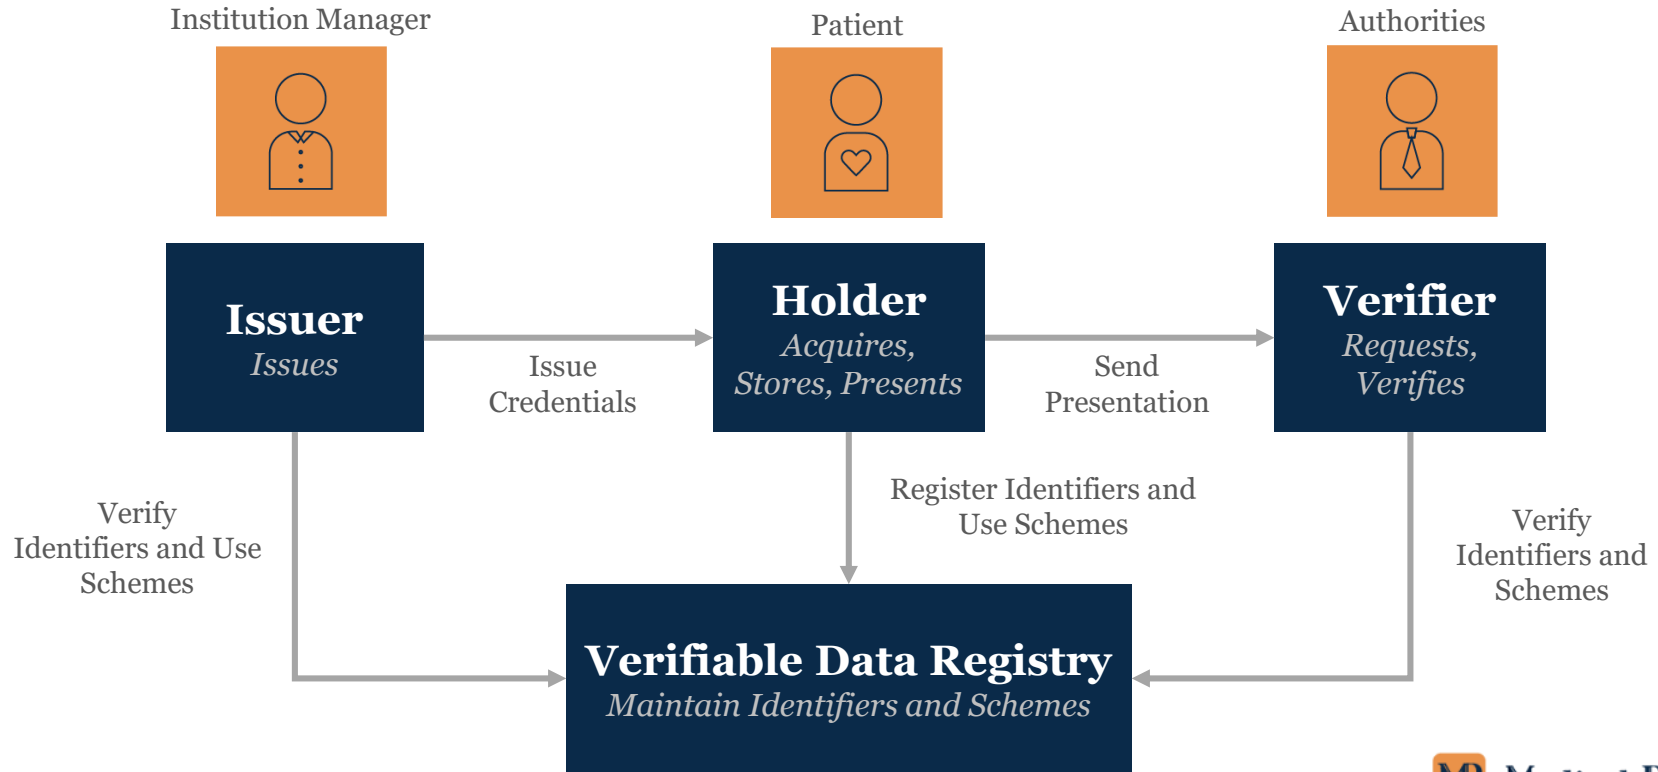 Institution Manager
Patient
Authorities
Issuer
Issues
Holder
Acquires,
Stores, Presents
Verifier
Requests,
Verifies
Issue
Credentials
Send
Presentation
Verify
Identifiers and Use
Schemes
Register Identifiers and
Use Schemes
Verify
Identifiers and
Schemes
Verifiable Data Registry
Maintain Identifiers and Schemes